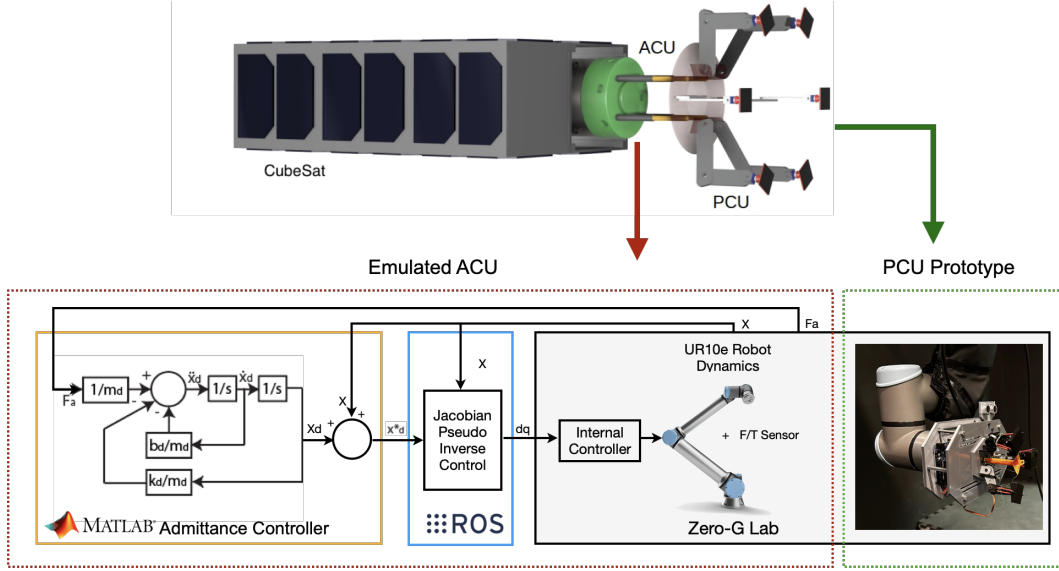 ACU
CubeSat
PCU
Emulated ACU
PCU Prototype
X
Fa
UR10e Robot
Dynamics
X
X
Fa
1/md
+
-
-
ẍd
1/s
ẋd
1/s
Xd
+
+
x*d
bd/md
kd/md
Jacobian
Pseudo
Inverse
Control
dq
Internal
Controller
+ F/T Sensor
MATLAB® Admittance Controller
ROS
Zero-G Lab